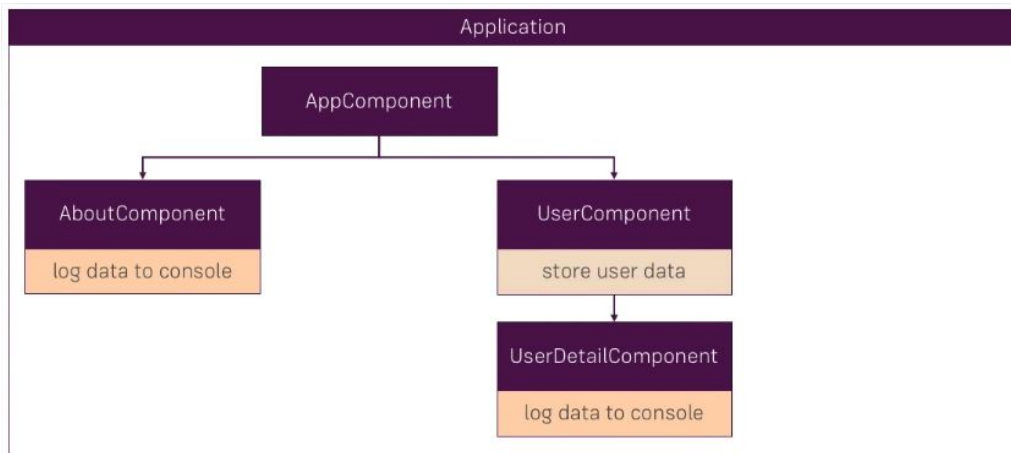 Application
AppComponent
AboutComponent
log data to console
UserComponent
store user data
UserDetailComponent
log data to console